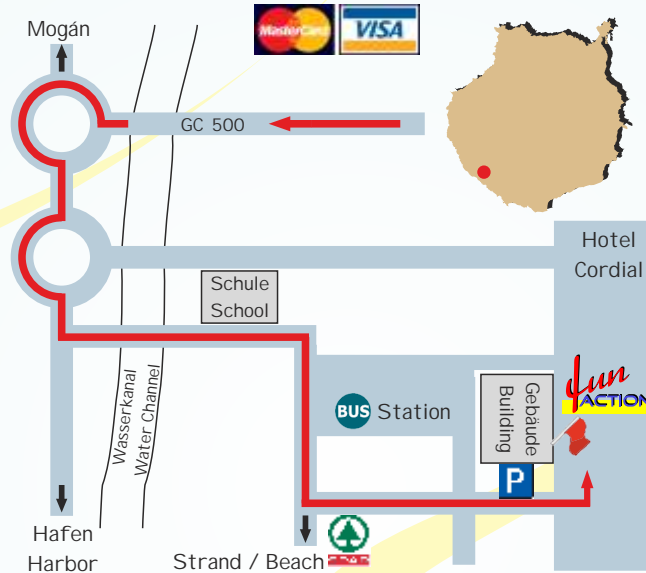 Mogán
MasterCard
VISA
GC 500
Hotel
Cordial
Schule
School
Wasserkanal
Water Channel
BUS Station
Gebäude
Building
fun
ACTION
P
Hafen
Harbor
Strand / Beach
SPAR